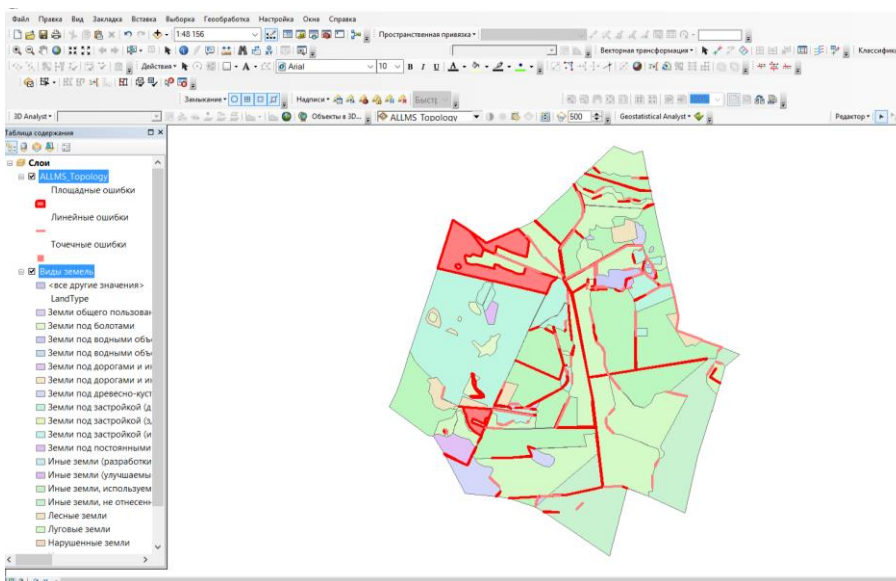 Файл Правка Вид Закладка Вставка Выборка Геообработка Настройка Окна Справка
1:48 156 Пространственная привязка
Векторная трансформация Классифика
Действия Arial 10 B I U A
Замыкание Надписи Быстр
3D Analyst Объекты в 3D... ALLMS_Topology 500 Geostatistical Analyst Редактор
Таблица содержания
Слои
ALLMS_Topology
Площадные ошибки
Линейные ошибки
Точечные ошибки
Виды земель
<все другие значения>
LandType
Земли общего пользован
Земли под болотами
Земли под водными объ
Земли под водными объ
Земли под дорогами и ин
Земли под дорогами и ин
Земли под древесно-куст
Земли под застройкой (д
Земли под застройкой (з,
Земли под застройкой (и
Земли под постоянными
Иные земли (разработки
Иные земли (улучшаемы
Иные земли, используем
Иные земли, не отнесенн
Лесные земли
Луговые земли
Нарушенные земли